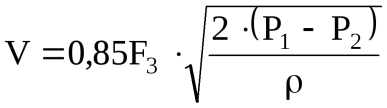 V = 0,85F₃ · √(2 · (P₁ − P₂) / ρ)